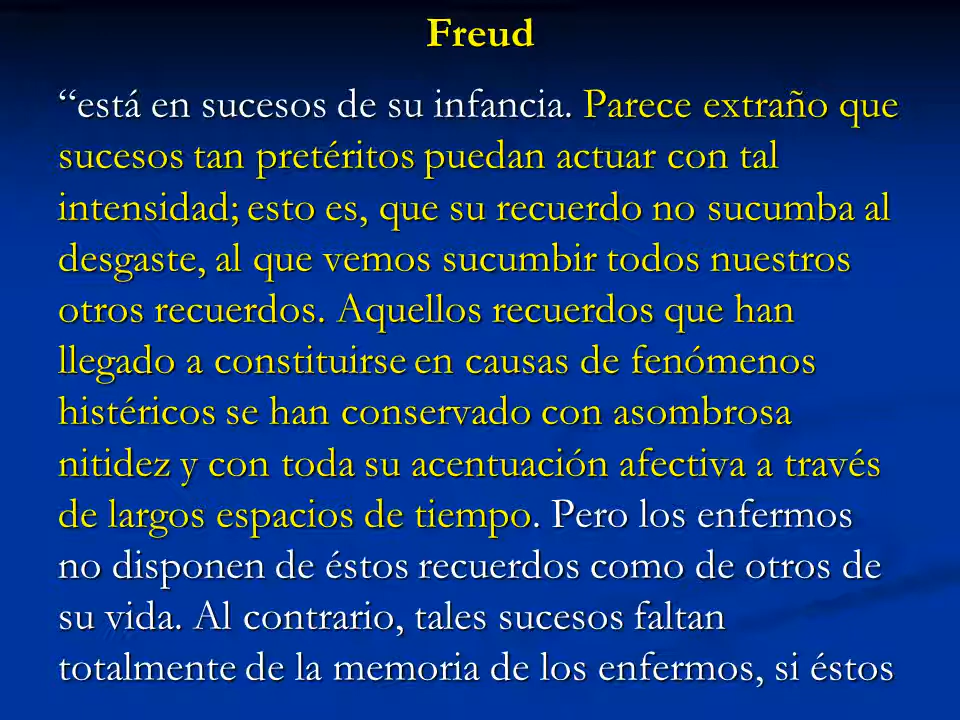 Freud
“está en sucesos de su infancia. Parece extraño que
sucesos tan pretéritos puedan actuar con tal
intensidad; esto es, que su recuerdo no sucumba al
desgaste, al que vemos sucumbir todos nuestros
otros recuerdos. Aquellos recuerdos que han
llegado a constituirse en causas de fenómenos
histéricos se han conservado con asombrosa
nitidez y con toda su acentuación afectiva a través
de largos espacios de tiempo. Pero los enfermos
no disponen de éstos recuerdos como de otros de
su vida. Al contrario, tales sucesos faltan
totalmente de la memoria de los enfermos, si éstos